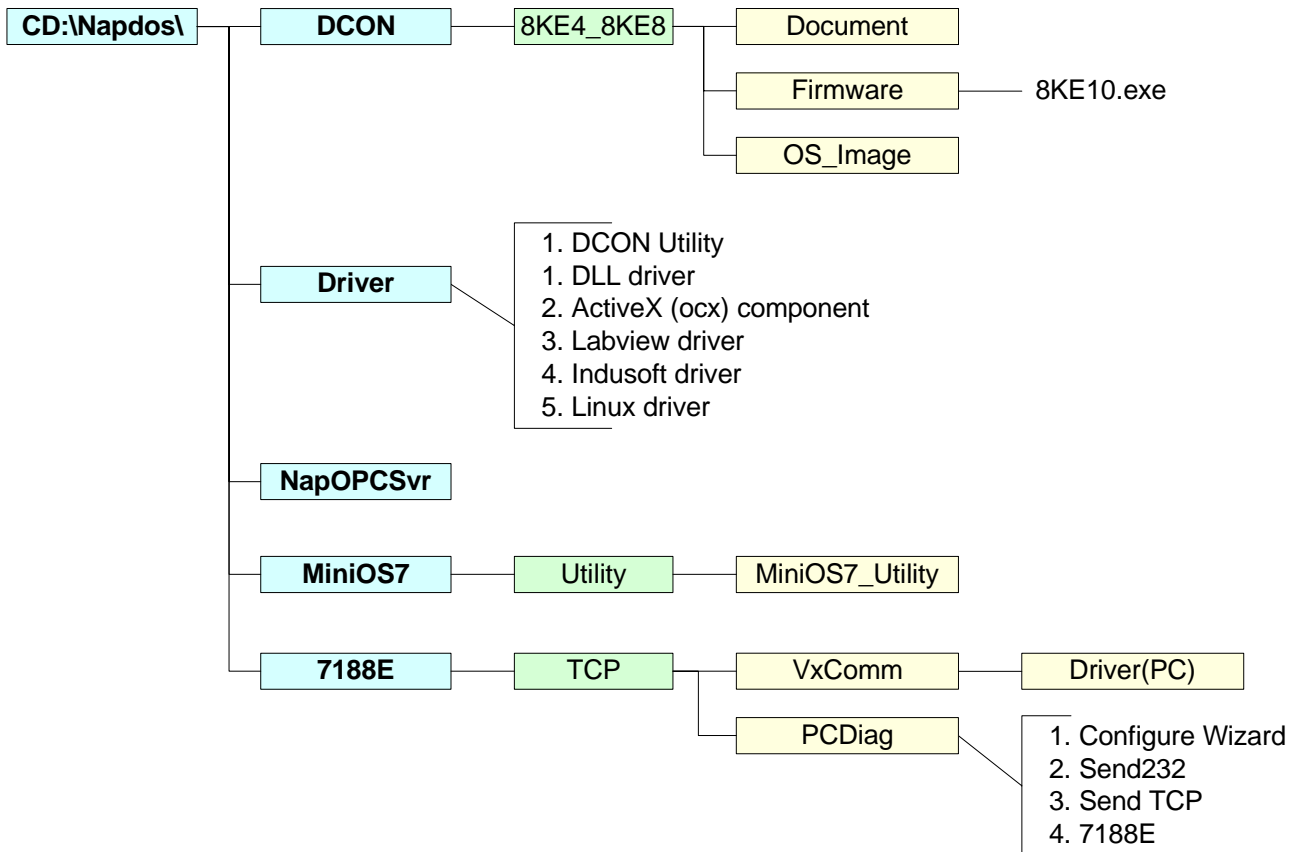 CD:\Napdos\
DCON
8KE4_8KE8
Document
Firmware
8KE10.exe
OS_Image
Driver
1. DCON Utility
1. DLL driver
2. ActiveX (ocx) component
3. Labview driver
4. Indusoft driver
5. Linux driver
NapOPCSvr
MiniOS7
Utility
MiniOS7_Utility
7188E
TCP
VxComm
Driver(PC)
PCDiag
1. Configure Wizard
2. Send232
3. Send TCP
4. 7188E